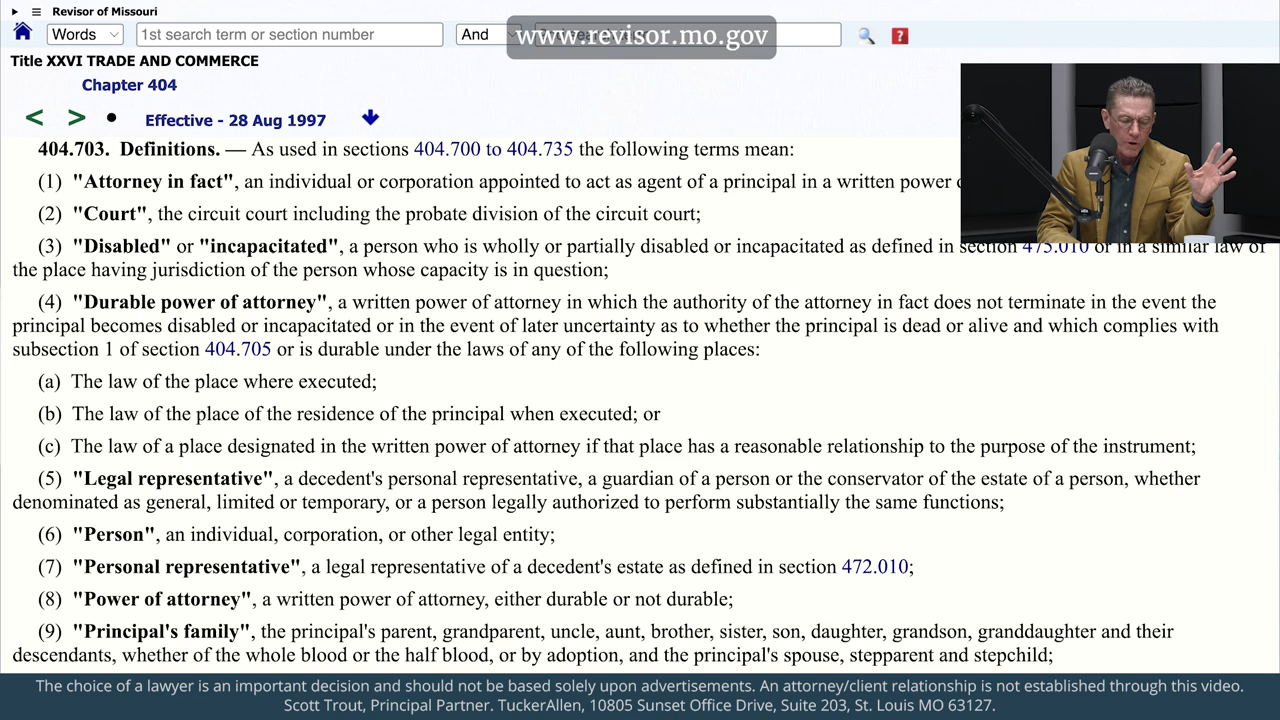 Revisor of Missouri
Words 1st search term or section number And
www.revisor.mo.gov
Title XXVI TRADE AND COMMERCE
Chapter 404
< > • Effective - 28 Aug 1997
404.703. Definitions. — As used in sections 404.700 to 404.735 the following terms mean:
(1) "Attorney in fact", an individual or corporation appointed to act as agent of a principal in a written power
(2) "Court", the circuit court including the probate division of the circuit court;
(3) "Disabled" or "incapacitated", a person who is wholly or partially disabled or incapacitated as defined in section 475.010 or in a similar law of
the place having jurisdiction of the person whose capacity is in question;
(4) "Durable power of attorney", a written power of attorney in which the authority of the attorney in fact does not terminate in the event the
principal becomes disabled or incapacitated or in the event of later uncertainty as to whether the principal is dead or alive and which complies with
subsection 1 of section 404.705 or is durable under the laws of any of the following places:
(a) The law of the place where executed;
(b) The law of the place of the residence of the principal when executed; or
(c) The law of a place designated in the written power of attorney if that place has a reasonable relationship to the purpose of the instrument;
(5) "Legal representative", a decedent's personal representative, a guardian of a person or the conservator of the estate of a person, whether
denominated as general, limited or temporary, or a person legally authorized to perform substantially the same functions;
(6) "Person", an individual, corporation, or other legal entity;
(7) "Personal representative", a legal representative of a decedent's estate as defined in section 472.010;
(8) "Power of attorney", a written power of attorney, either durable or not durable;
(9) "Principal's family", the principal's parent, grandparent, uncle, aunt, brother, sister, son, daughter, grandson, granddaughter and their
descendants, whether of the whole blood or the half blood, or by adoption, and the principal's spouse, stepparent and stepchild;
The choice of a lawyer is an important decision and should not be based solely upon advertisements. An attorney/client relationship is not established through this video.
Scott Trout, Principal Partner. TuckerAllen, 10805 Sunset Office Drive, Suite 203, St. Louis MO 63127.